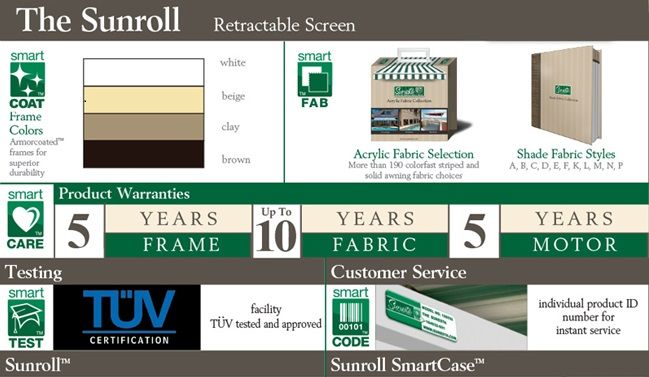 The Sunroll Retractable Screen
smart
COAT
Frame
Colors
Armorcoated™
frames for
superior
durability
white
beige
clay
brown
smart
FAB
Acrylic Fabric Collection
Acrylic Fabric Selection
More than 190 colorfast striped and
solid awning fabric choices
Shade Fabric Styles
A, B, C, D, E, F, K, L, M, N, P
smart
CARE
Product Warranties
5 YEARS FRAME
Up To 10 YEARS FABRIC
5 YEARS MOTOR
Testing
smart
TEST
TÜV
CERTIFICATION
facility
TÜV tested and approved
Customer Service
smart
00101
CODE
individual product ID
number for
instant service
Sunroll™
Sunroll SmartCase™